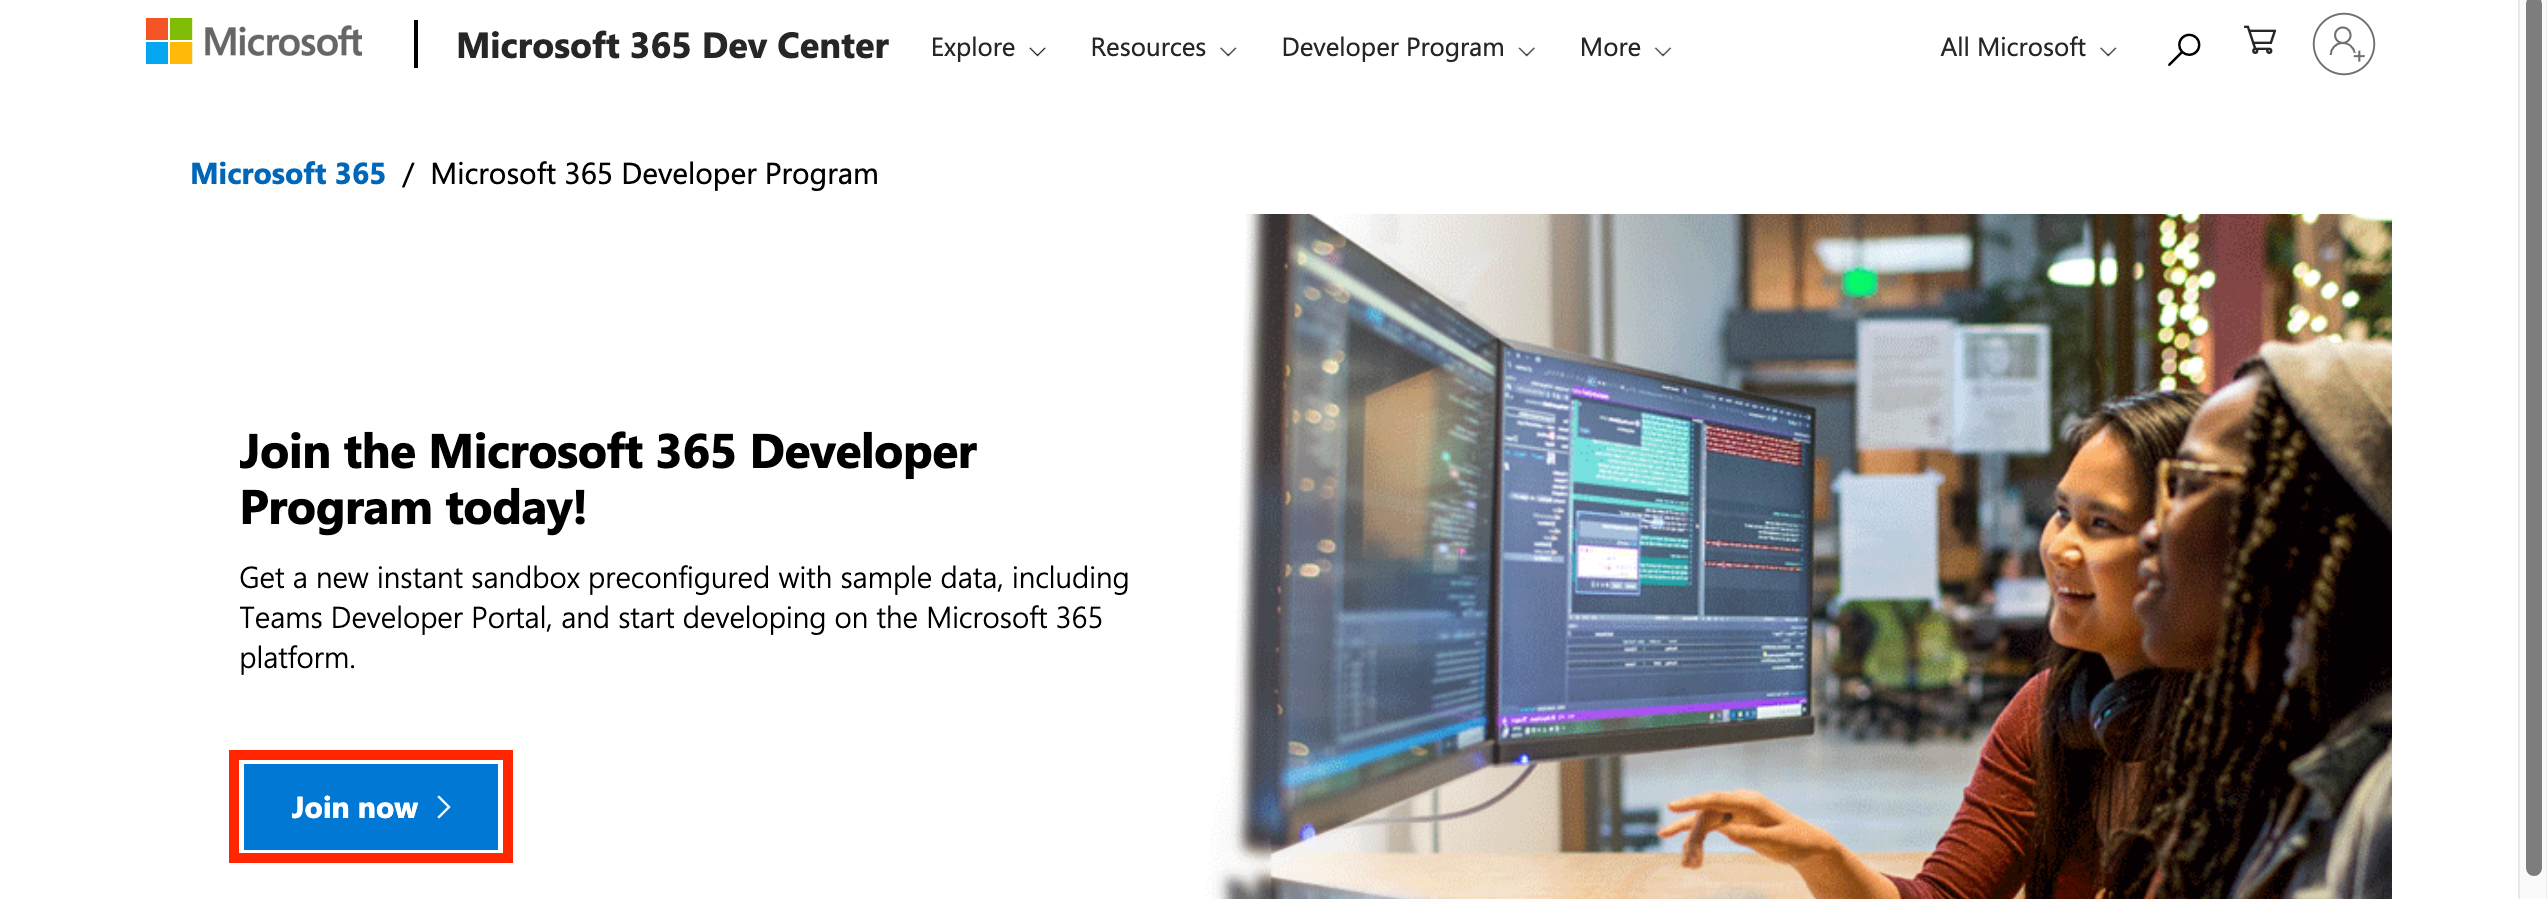 Microsoft
Microsoft 365 Dev Center
Explore
Resources
Developer Program
More
All Microsoft
Microsoft 365 / Microsoft 365 Developer Program
Join the Microsoft 365 Developer
Program today!
Get a new instant sandbox preconfigured with sample data, including
Teams Developer Portal, and start developing on the Microsoft 365
platform.
Join now